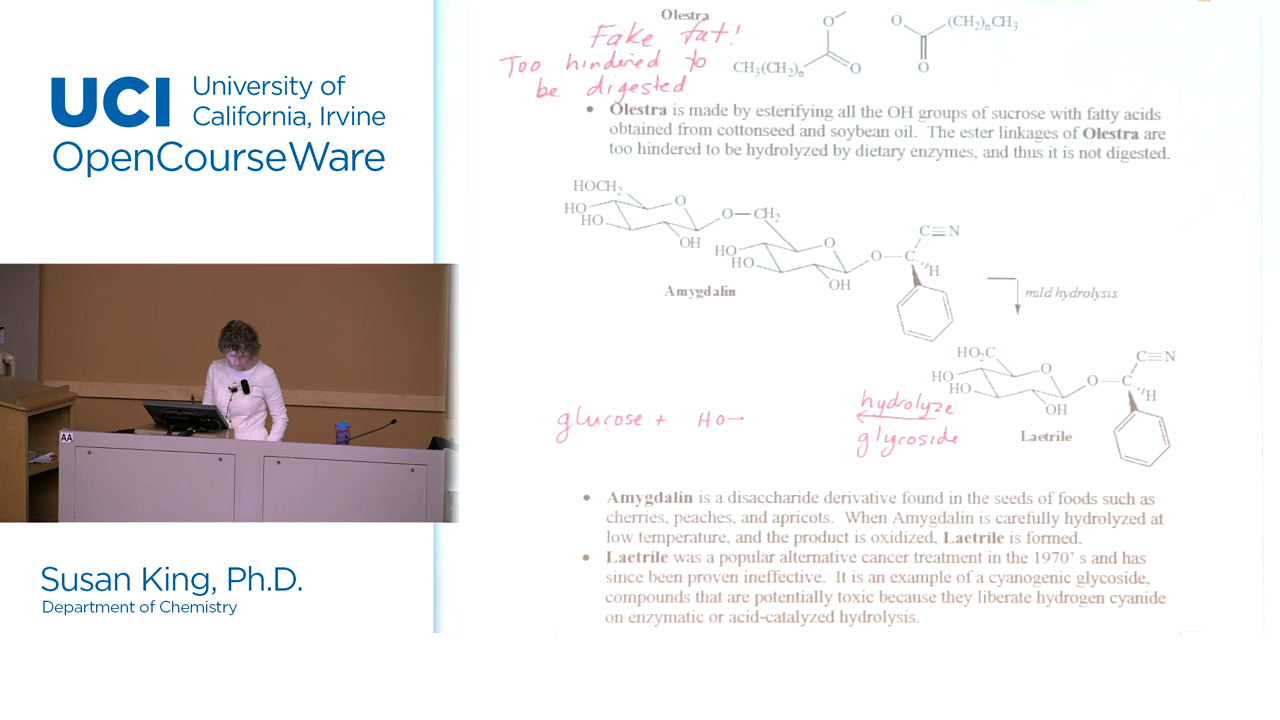 UCI
University of
California, Irvine
OpenCourseWare
AA
Susan King, Ph.D.
Department of Chemistry
Olestra
Fake fat!
Too hindered to
be digested
CH3(CH2)n
O
O
O
O
(CH2)nCH3
• Olestra is made by esterifying all the OH groups of sucrose with fatty acids
obtained from cottonseed and soybean oil. The ester linkages of Olestra are
too hindered to be hydrolyzed by dietary enzymes, and thus it is not digested.
HOCH2
HO
HO
O
OH
O—CH2
HO
HO
O
OH
O
C
C≡N
H
Amygdalin
mild hydrolysis
HO2C
HO
HO
O
OH
O
C
C≡N
H
Laetrile
glucose + HO—
hydrolyze
glycoside
• Amygdalin is a disaccharide derivative found in the seeds of foods such as
cherries, peaches, and apricots. When Amygdalin is carefully hydrolyzed at
low temperature, and the product is oxidized, Laetrile is formed.
• Laetrile was a popular alternative cancer treatment in the 1970' s and has
since been proven ineffective. It is an example of a cyanogenic glycoside,
compounds that are potentially toxic because they liberate hydrogen cyanide
on enzymatic or acid-catalyzed hydrolysis.